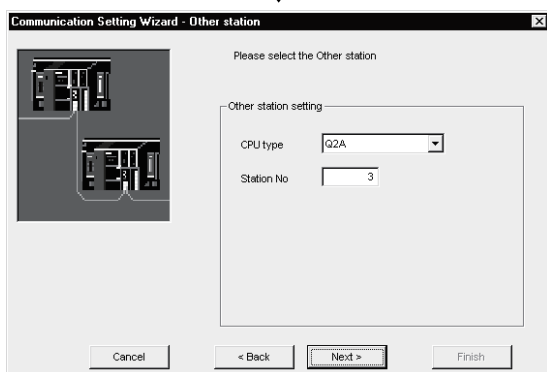 Communication Setting Wizard - Other station
Please select the Other station
Other station setting
CPU type
Q2A
Station No
3
Cancel
< Back
Next >
Finish